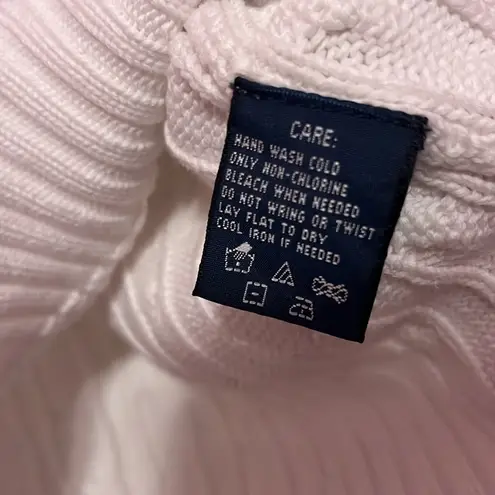 CARE:
HAND WASH COLD
ONLY NON-CHLORINE
BLEACH WHEN NEEDED
DO NOT WRING OR TWIST
LAY FLAT TO DRY
COOL IRON IF NEEDED